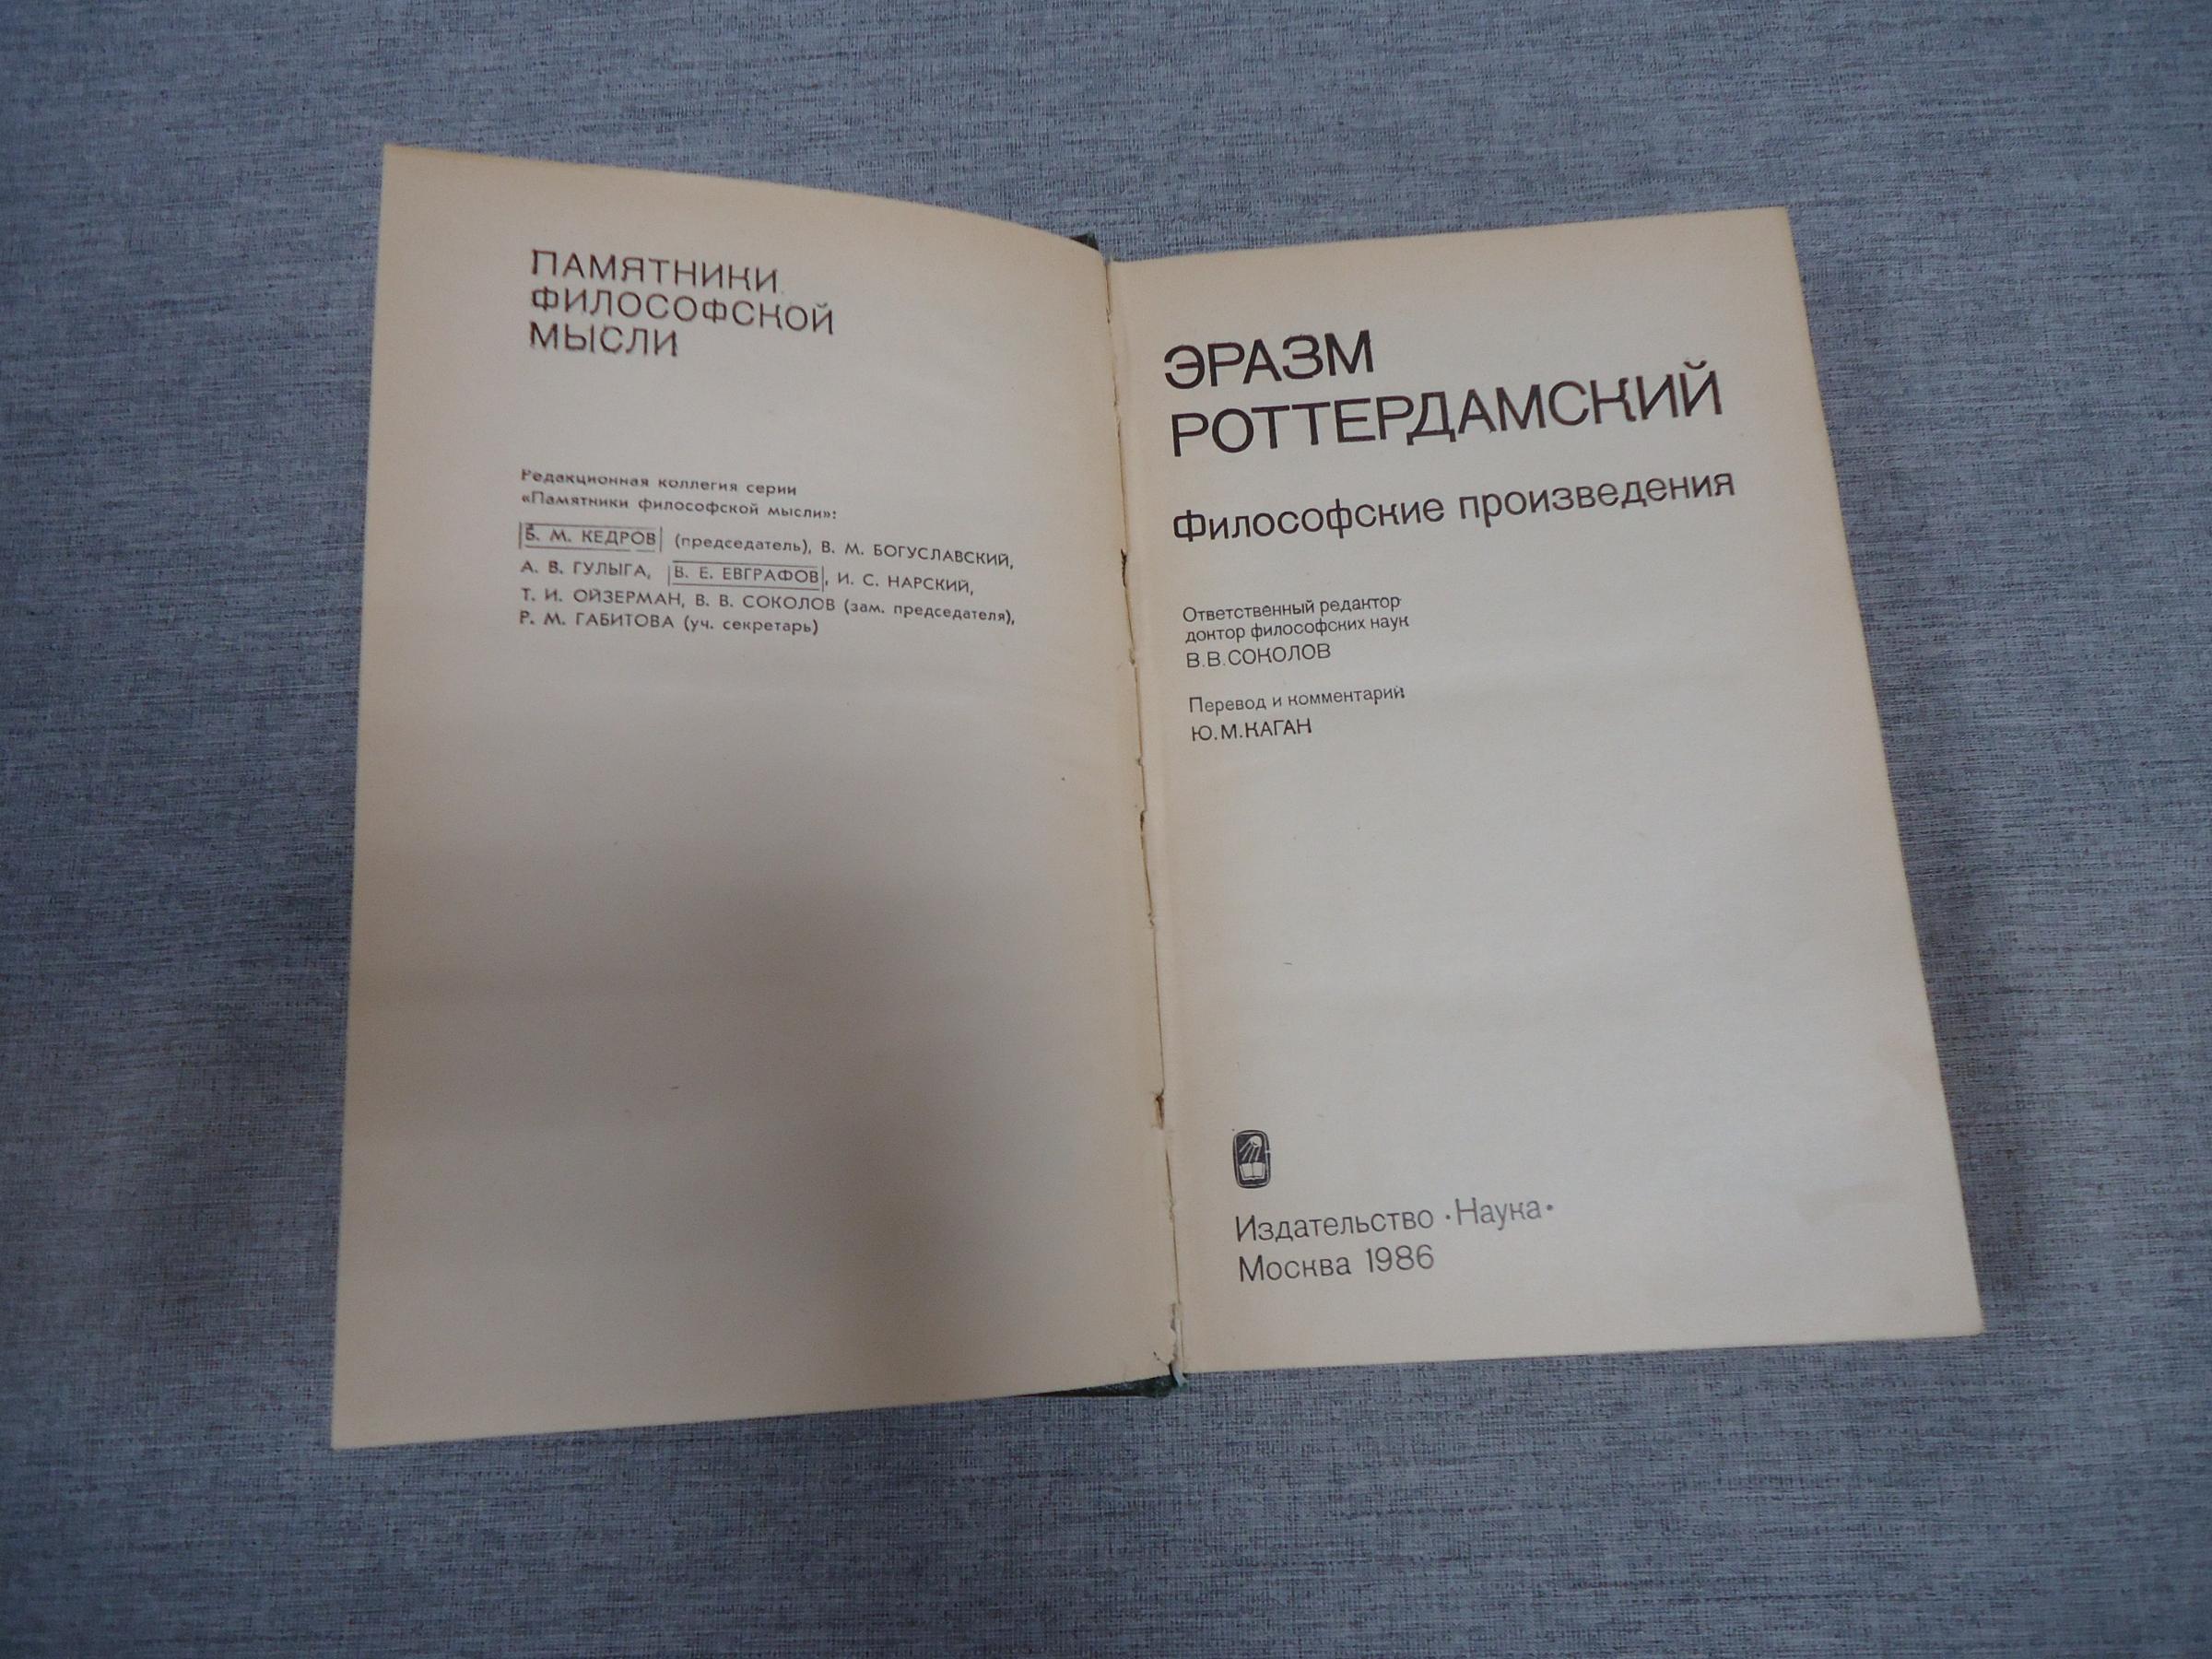 ПАМЯТНИКИ
ФИЛОСОФСКОЙ
МЫСЛИ
Редакционная коллегия серии
«Памятники философской мысли»:
Б. М. КЕДРОВ (председатель), В. М. БОГУСЛАВСКИЙ,
А. В. ГУЛЫГА, В. Е. ЕВГРАФОВ, И. С. НАРСКИЙ,
Т. И. ОЙЗЕРМАН, В. В. СОКОЛОВ (зам. председателя),
Р. М. ГАБИТОВА (уч. секретарь)
ЭРАЗМ
РОТТЕРДАМСКИЙ
Философские произведения
Ответственный редактор
доктор философских наук
В.В.СОКОЛОВ
Перевод и комментарий
Ю.М.КАГАН
Издательство •Наука•
Москва 1986